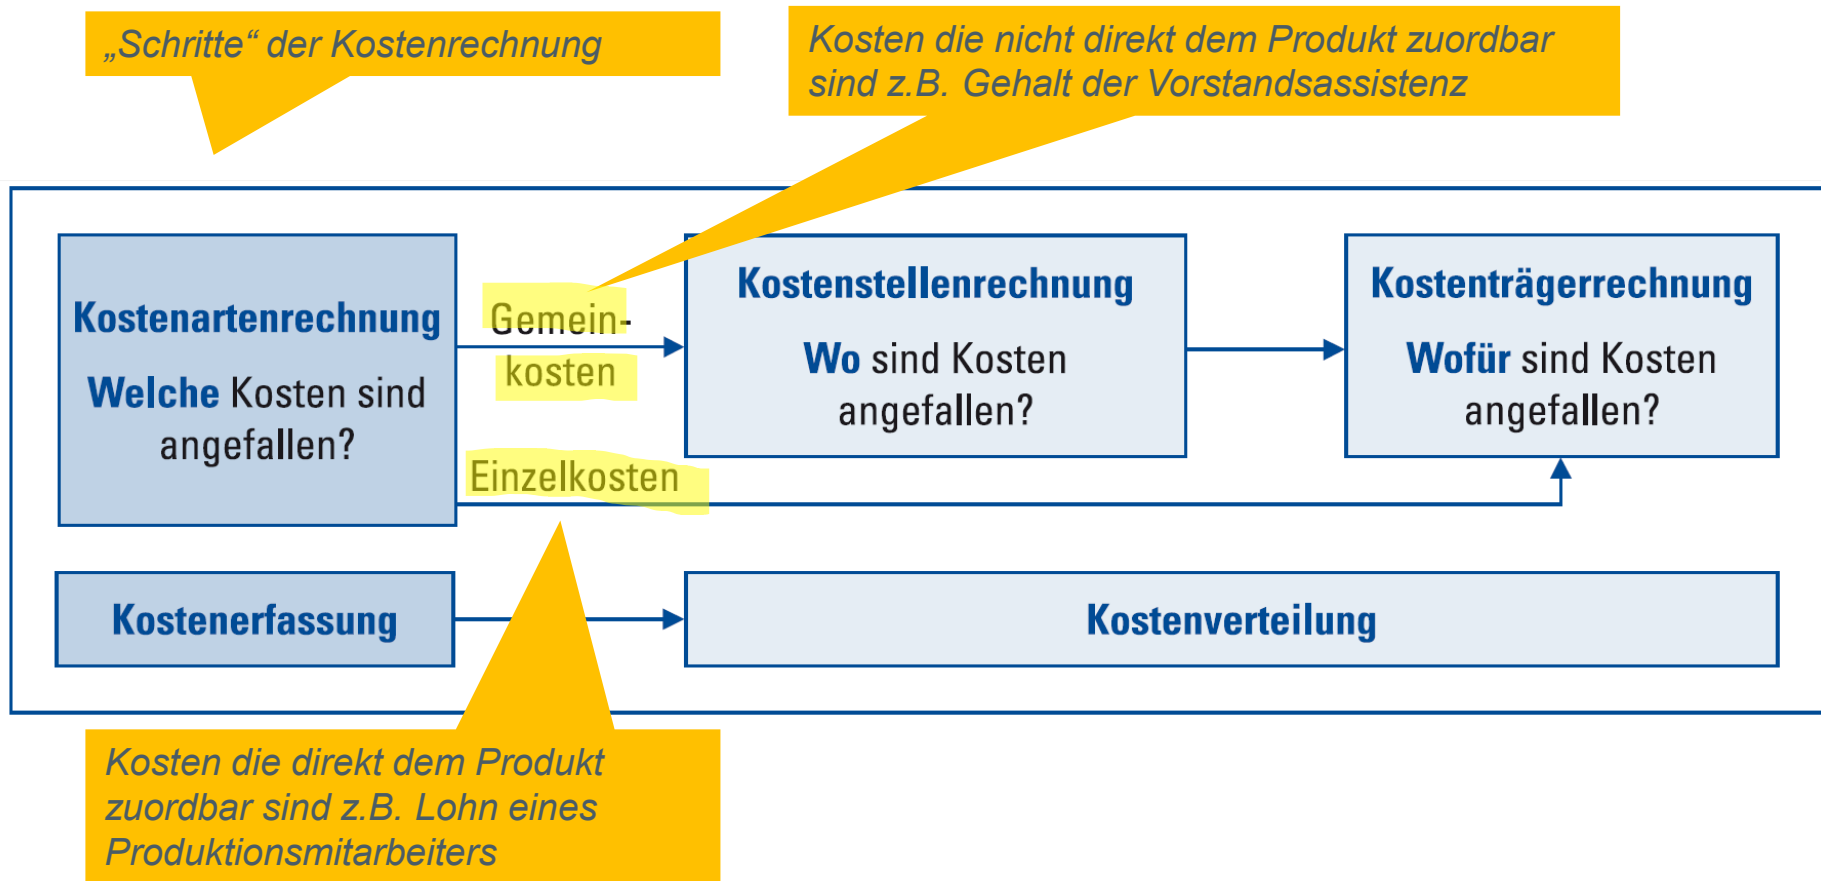 „Schritte“ der Kostenrechnung
Kosten die nicht direkt dem Produkt zuordbar
sind z.B. Gehalt der Vorstandsassistenz
Kostenartenrechnung
Welche Kosten sind
angefallen?
Gemein-
kosten
Einzelkosten
Kostenstellenrechnung
Wo sind Kosten
angefallen?
Kostenträgerrechnung
Wofür sind Kosten
angefallen?
Kostenerfassung
Kostenverteilung
Kosten die direkt dem Produkt
zuordbar sind z.B. Lohn eines
Produktionsmitarbeiters